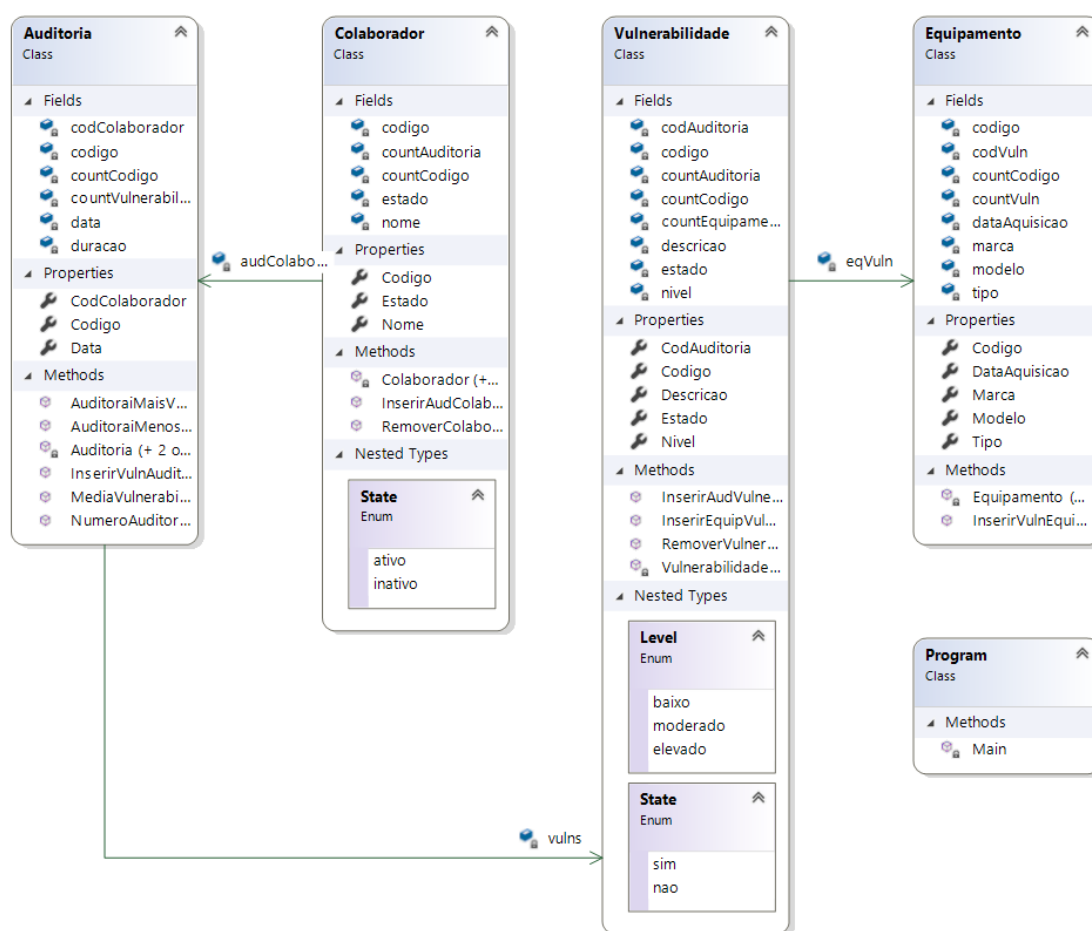 Auditoria
Class
Fields
codColaborador
codigo
countCodigo
countVulnerabil...
data
duracao
Properties
CodColaborador
Codigo
Data
Methods
AuditoraiMaisV...
AuditoraiMenos...
Auditoria (+ 2 o...
InserirVulnAudit...
MediaVulnerabi...
NumeroAuditor...
audColabo...
Colaborador
Class
Fields
codigo
countAuditoria
countCodigo
estado
nome
Properties
Codigo
Estado
Nome
Methods
Colaborador (+...
InserirAudColab...
RemoverColabo...
Nested Types
State
Enum
ativo
inativo
Vulnerabilidade
Class
Fields
codAuditoria
codigo
countAuditoria
countCodigo
countEquipame...
descricao
estado
nivel
Properties
CodAuditoria
Codigo
Descricao
Estado
Nivel
Methods
InserirAudVulne...
InserirEquipVul...
RemoverVulner...
Vulnerabilidade...
Nested Types
Level
Enum
baixo
moderado
elevado
State
Enum
sim
nao
vulns
eqVuln
Equipamento
Class
Fields
codigo
codVuln
countCodigo
countVuln
dataAquisicao
marca
modelo
tipo
Properties
Codigo
DataAquisicao
Marca
Modelo
Tipo
Methods
Equipamento (...
InserirVulnEqui...
Program
Class
Methods
Main